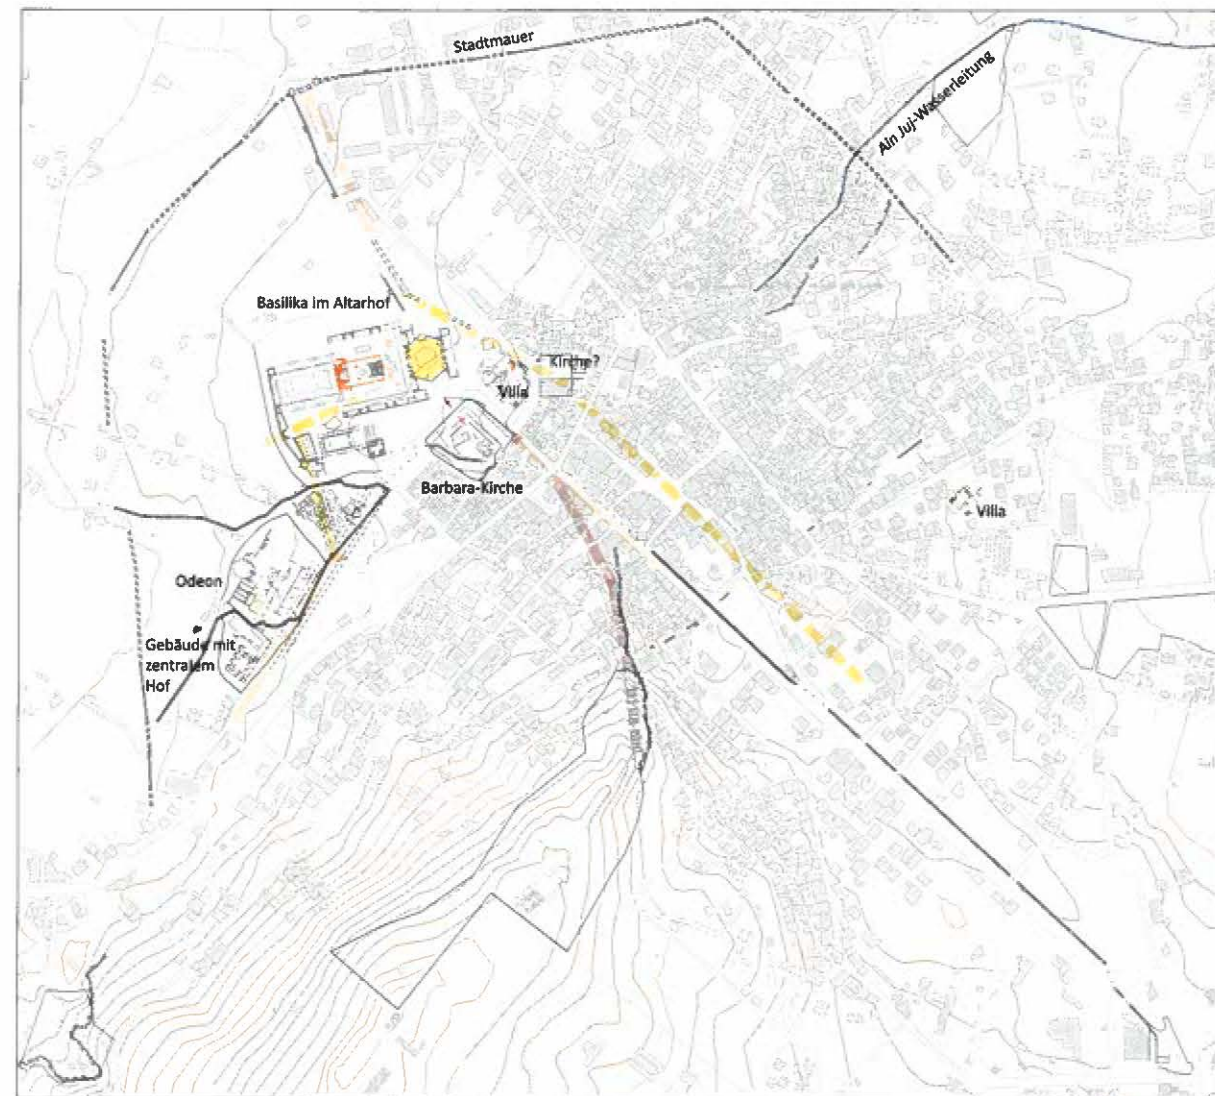 Stadtmauer
Ain Juj-Wasserleitung
Basilika im Altarhof
Kirche?
Villa
Barbara-Kirche
Villa
Odeon
Gebäude mit
zentralem
Hof